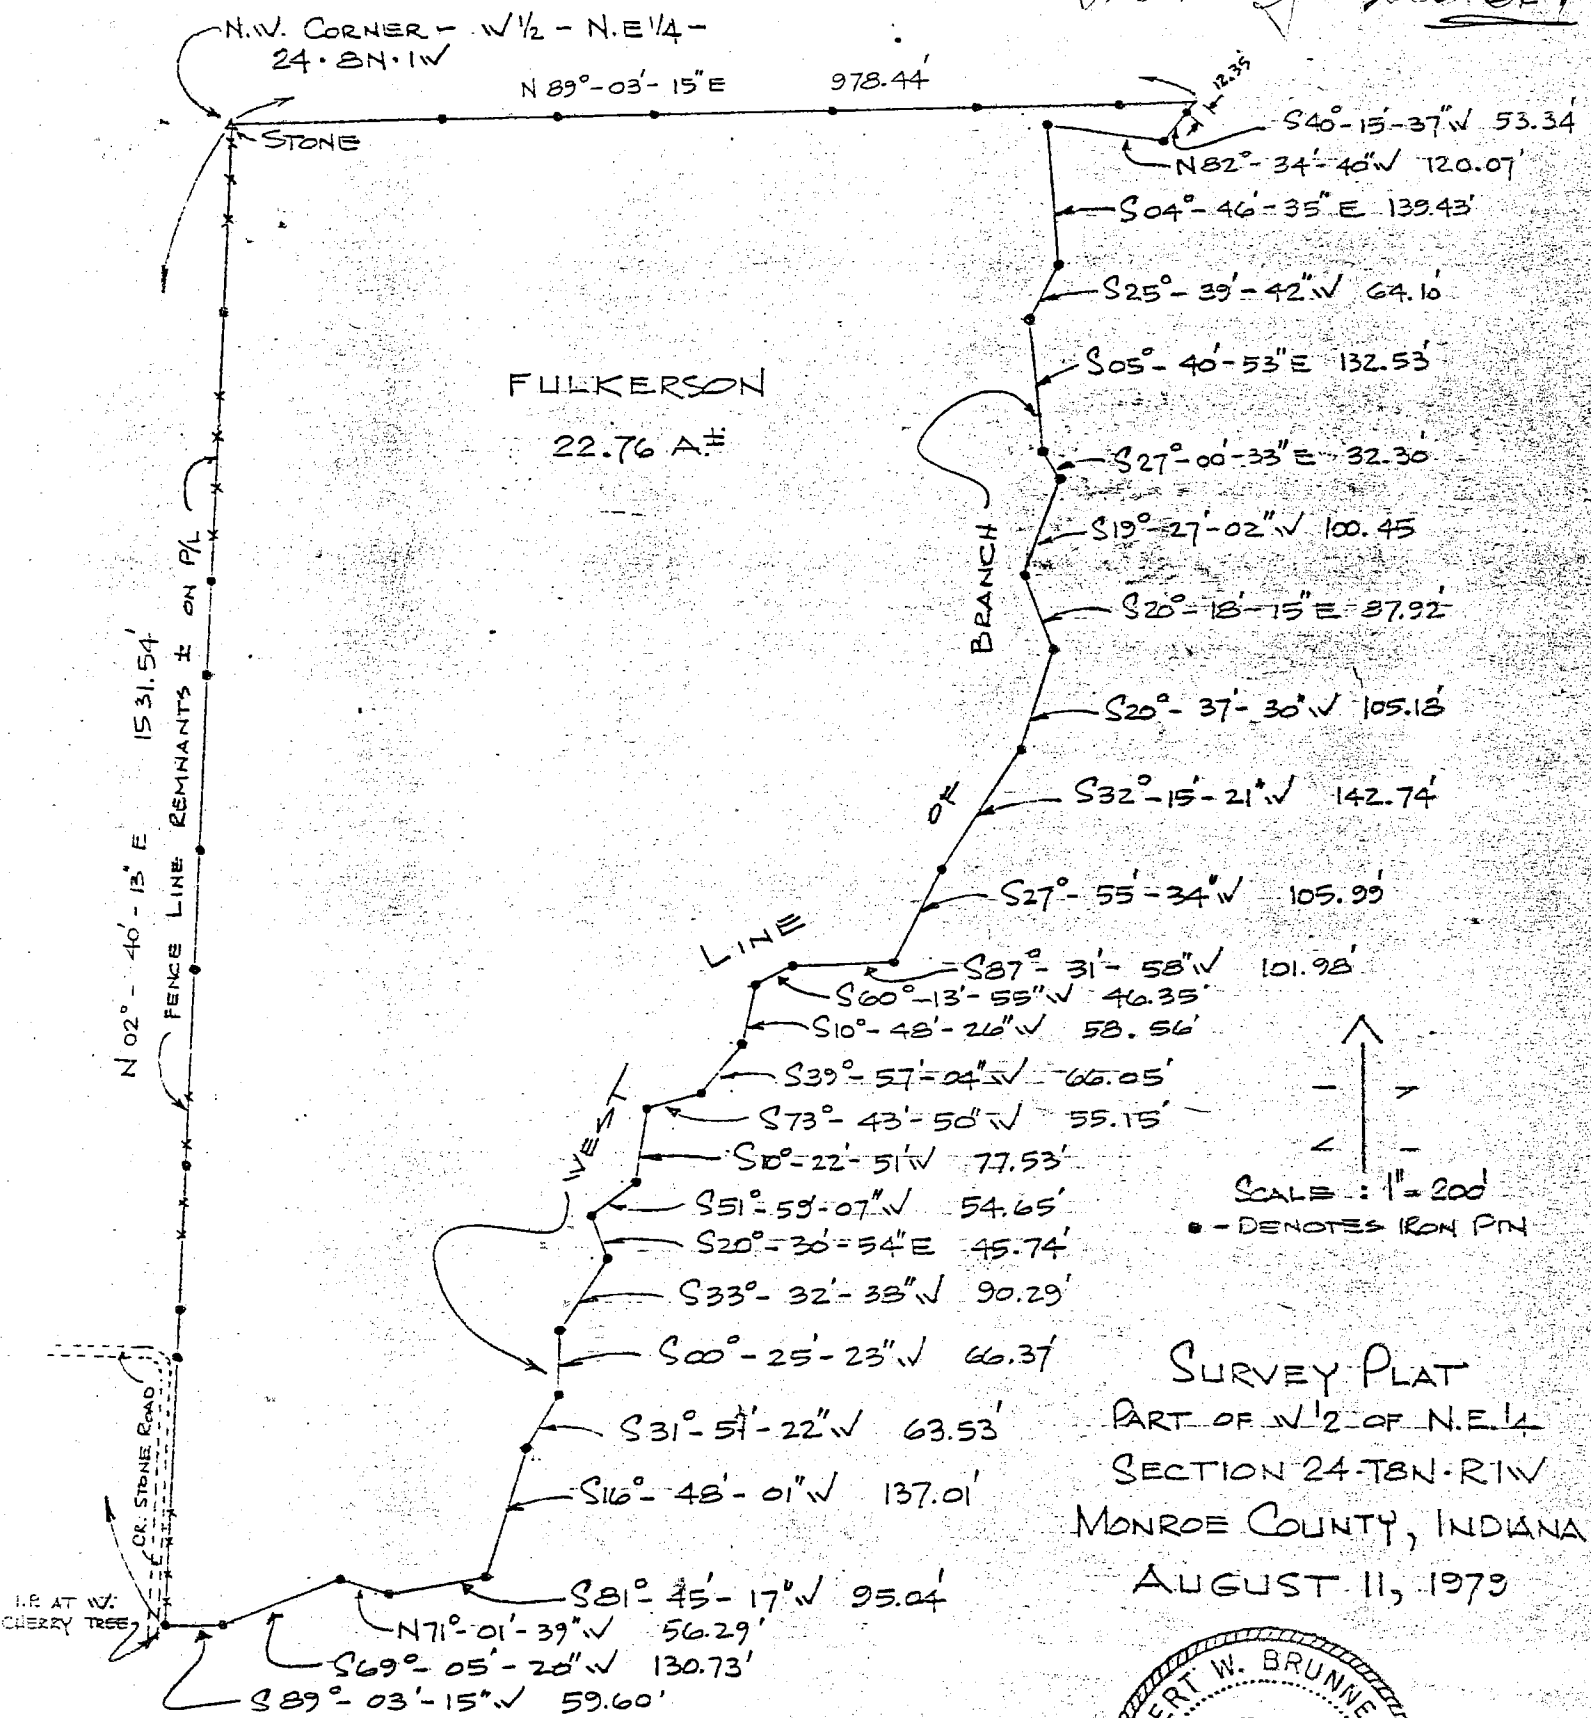 N.W. CORNER - W 1/2 - N.E 1/4 -
24 · 8N · 1W
N 89°-03'-15" E 978.44'
12.35'
STONE
S40°-15'-37" W 53.34'
N82°-34'-40" W 120.07'
S04°-46'-35" E 139.43'
S25°-39'-42" W 64.10'
FULKERSON
22.76 A.±
S05°-40'-53" E 132.53'
S27°-00'-33" E 32.30'
S19°-27'-02" W 100.45
S20°-18'-15" E 87.92'
S20°-37'-30" W 105.18'
S32°-15'-21" W 142.74'
S27°-55'-34" W 105.99'
S87°-31'-58" W 101.98'
S60°-13'-55" W 46.35'
S10°-48'-26" W 58.56'
S39°-57'-04" W 66.05'
S73°-43'-50" W 55.15'
S10°-22'-51" W 77.53'
S51°-59'-07" W 54.65'
S20°-30'-54" E 45.74'
S33°-32'-38" W 90.29'
S00°-25'-23" W 66.37'
S31°-57'-22" W 63.53'
S16°-48'-01" W 137.01'
S81°-45'-17" W 95.04'
N71°-01'-39" W 56.29'
S69°-05'-20" W 130.73'
S 89°-03'-15" W 59.60'
WEST LINE OF BRANCH
N 02°-40'-13" E 1531.54'
FENCE LINE REMNANTS ± ON P/L
CR. STONE ROAD
I.P. AT W.
CHERRY TREE
SCALE : 1" = 200'
• - DENOTES IRON PIN
SURVEY PLAT
PART OF W 1/2 OF N.E. 1/4
SECTION 24-T8N-R1W
MONROE COUNTY, INDIANA
AUGUST 11, 1979
ERT W. BRUNNE